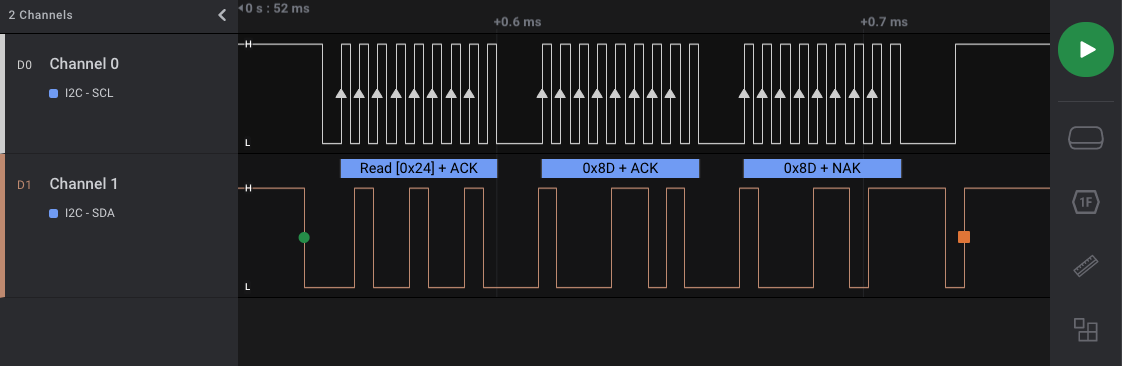 2 Channels
0 s : 52 ms
+0.6 ms
+0.7 ms
D0 Channel 0
I2C - SCL
H
L
Read [0x24] + ACK
0x8D + ACK
0x8D + NAK
D1 Channel 1
I2C - SDA
H
L
1F